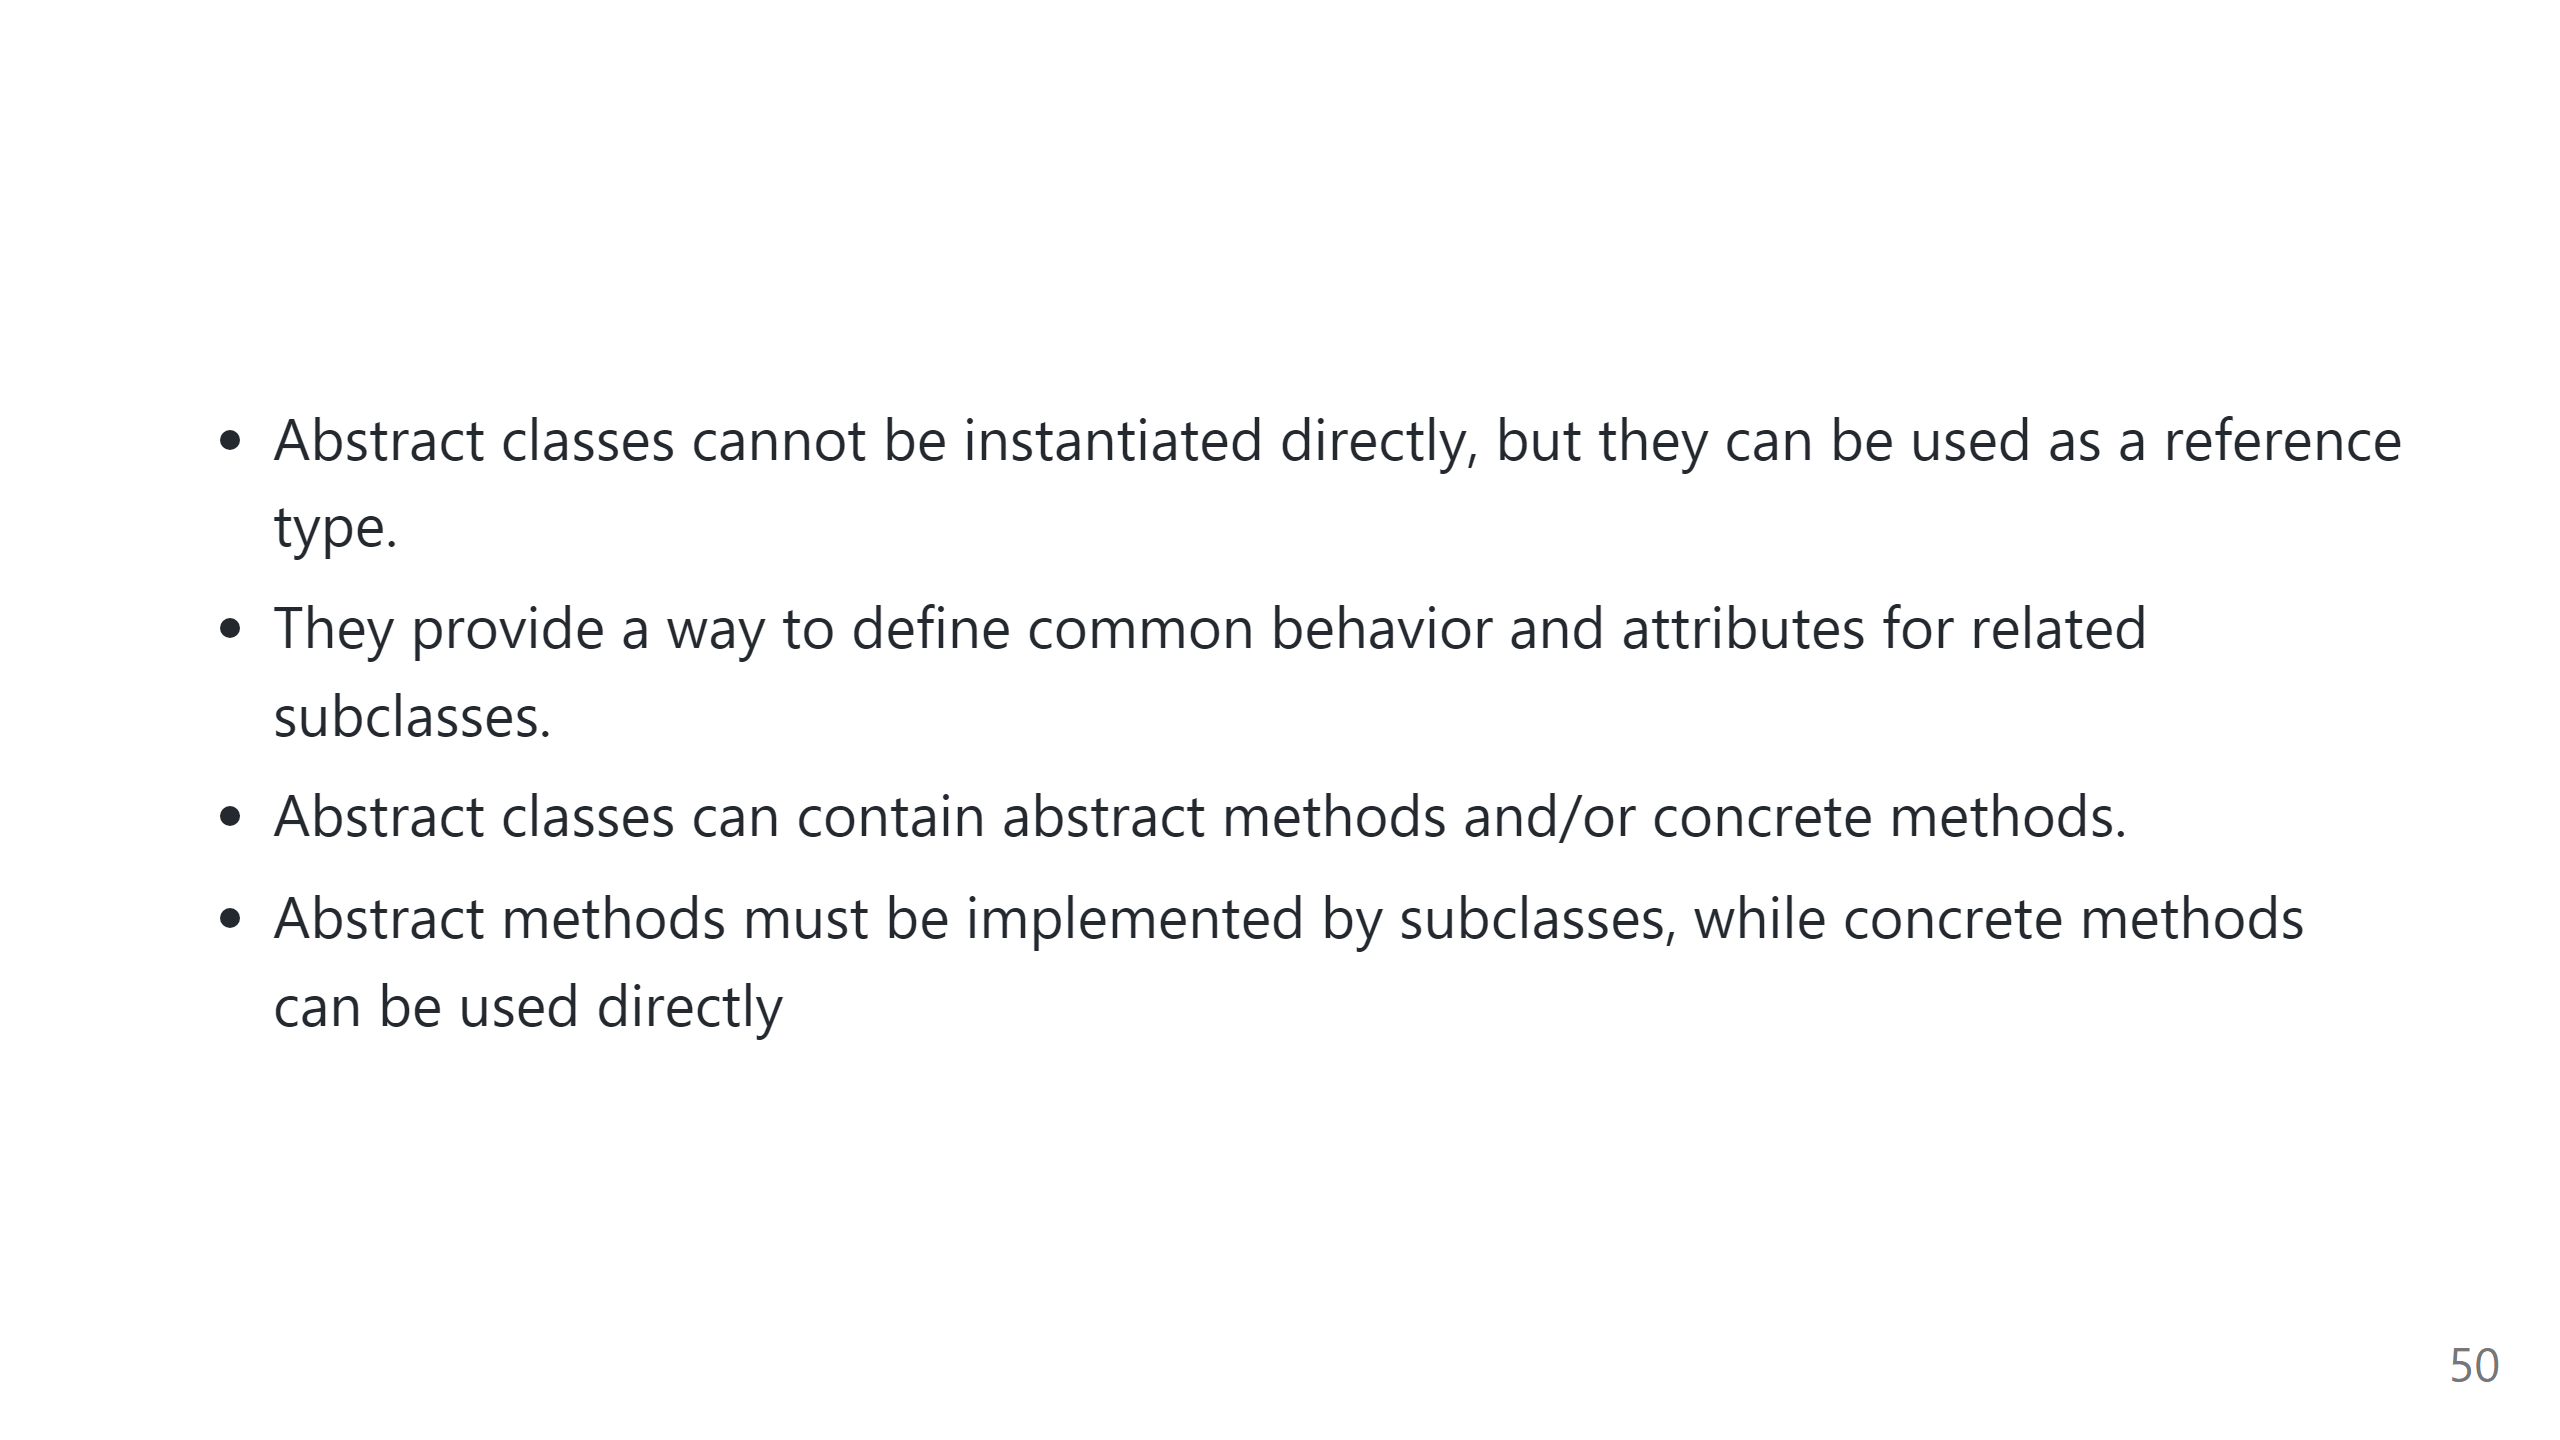 • Abstract classes cannot be instantiated directly, but they can be used as a reference
type.
• They provide a way to define common behavior and attributes for related
subclasses.
• Abstract classes can contain abstract methods and/or concrete methods.
• Abstract methods must be implemented by subclasses, while concrete methods
can be used directly
50